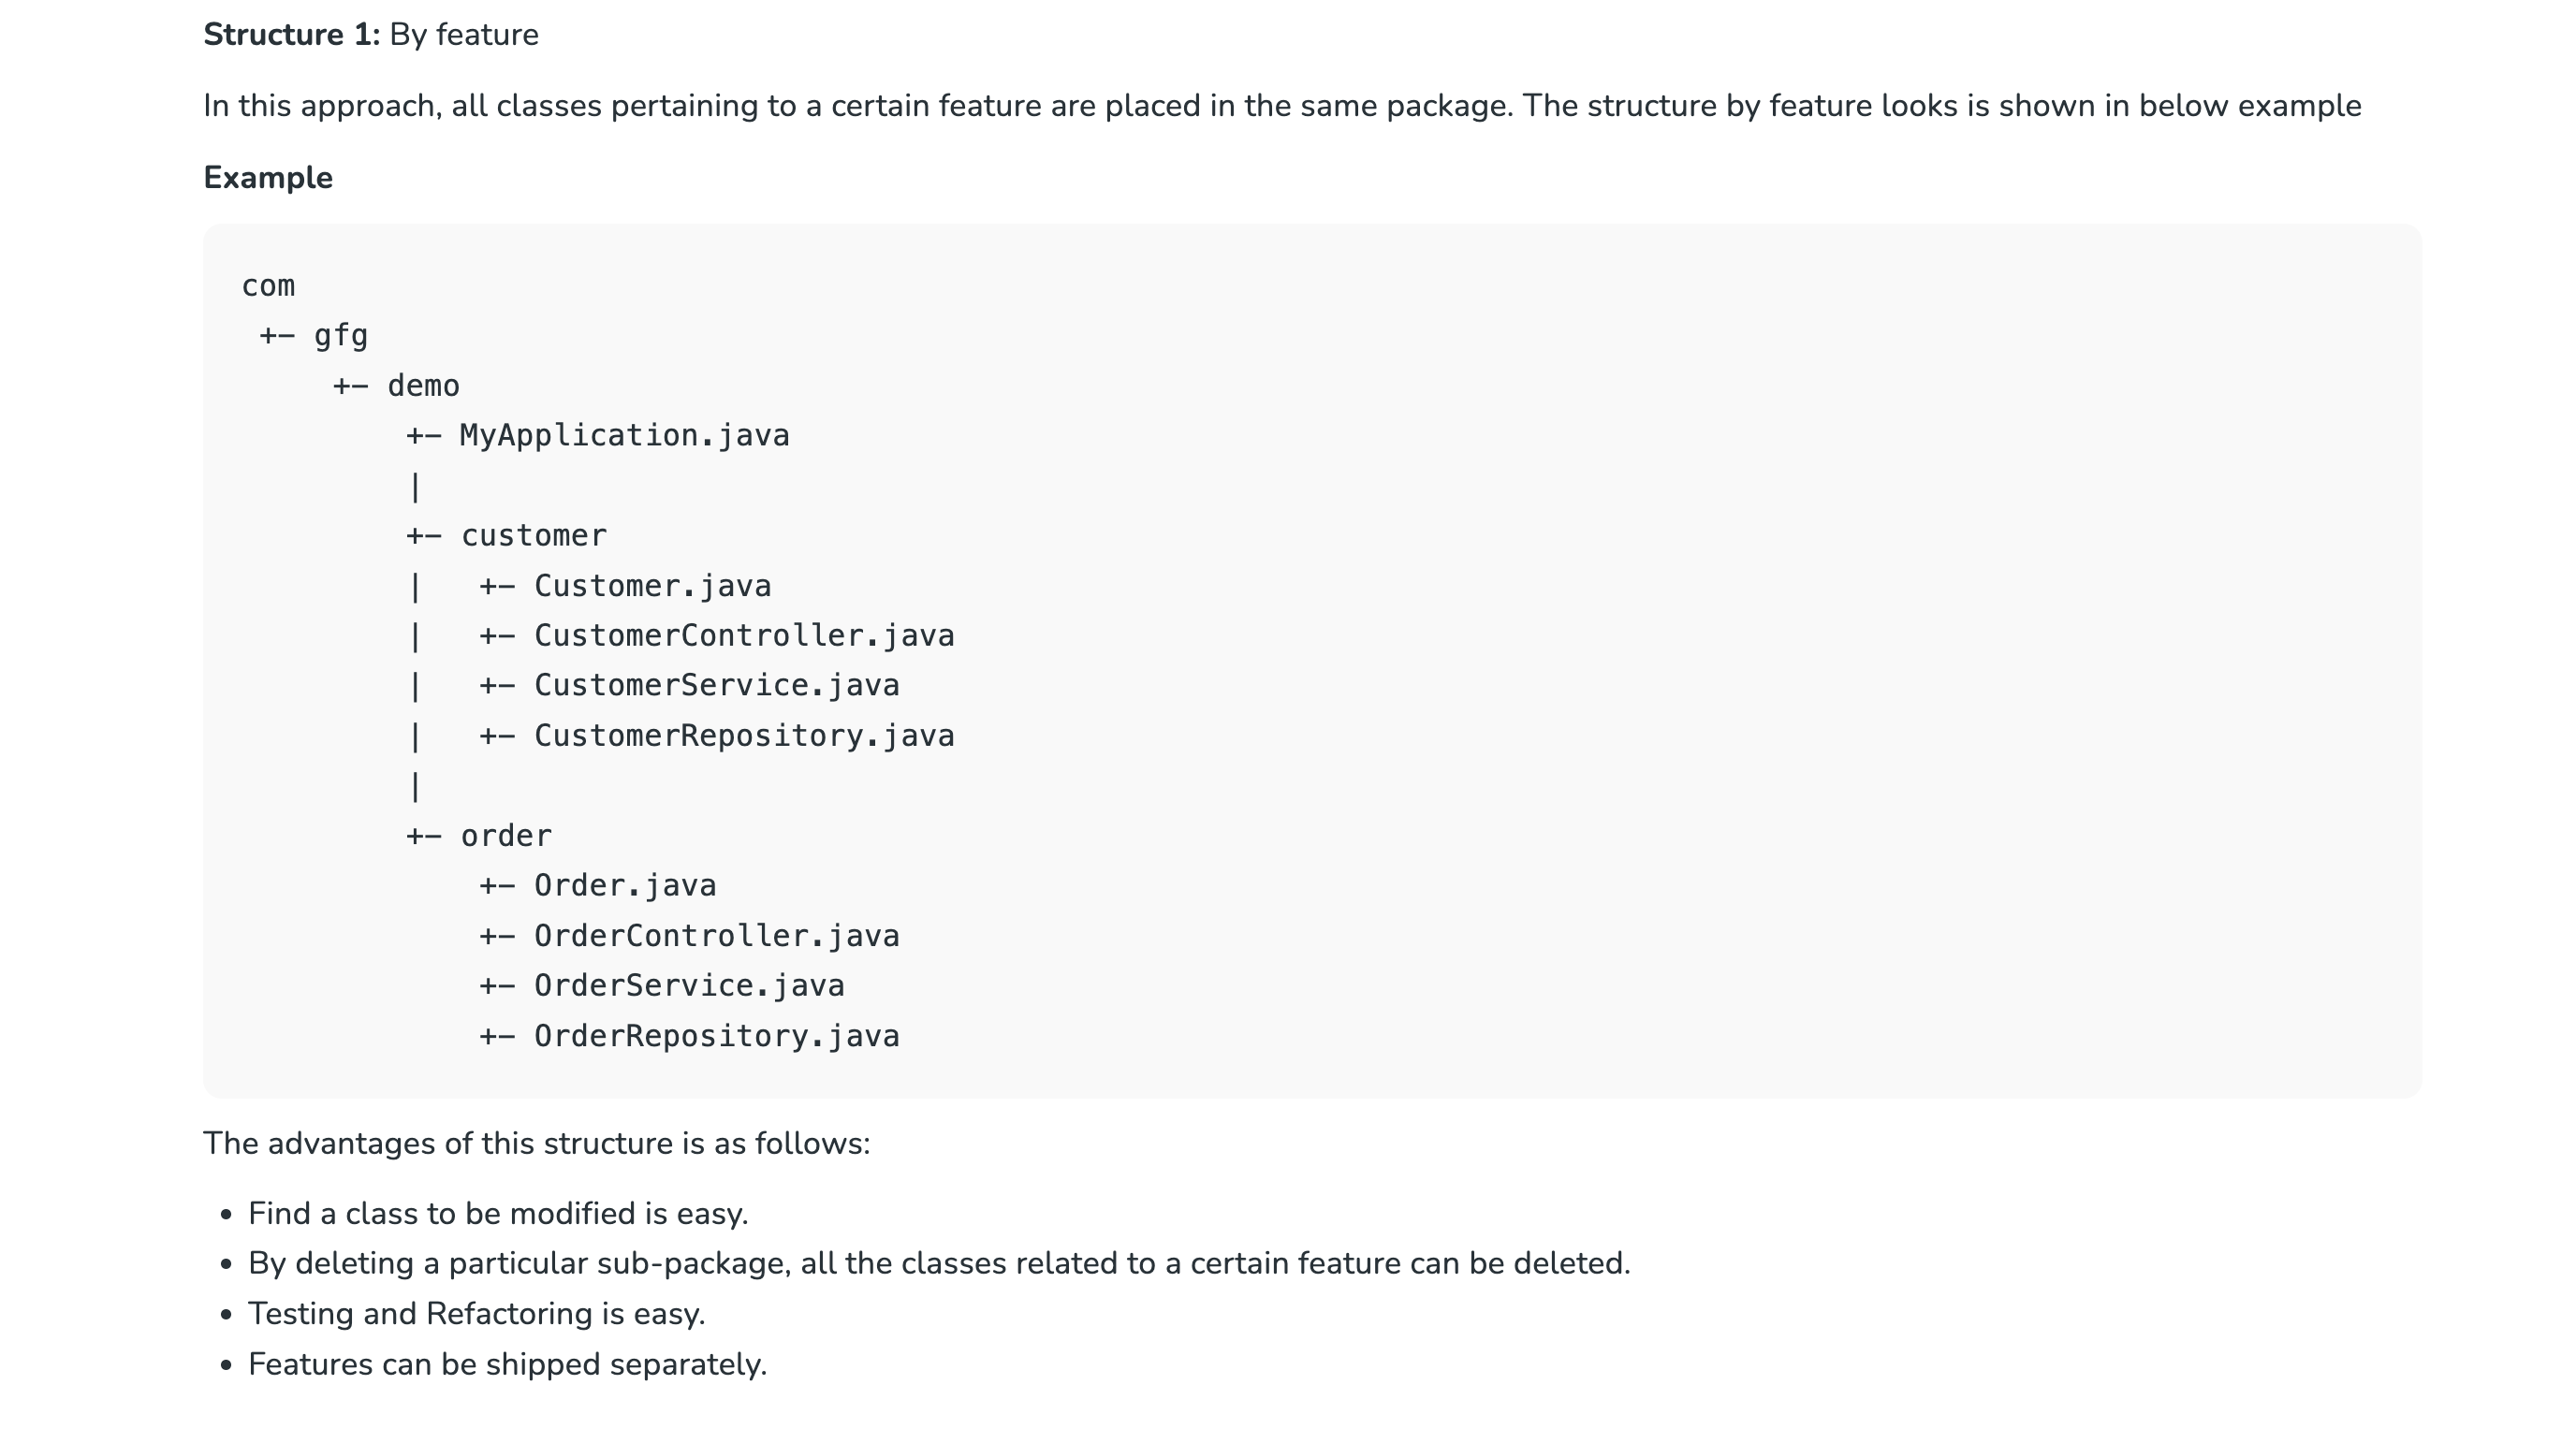 Structure 1: By feature
In this approach, all classes pertaining to a certain feature are placed in the same package. The structure by feature looks is shown in below example
Example
com
 +- gfg
     +- demo
         +- MyApplication.java
         |
         +- customer
         |   +- Customer.java
         |   +- CustomerController.java
         |   +- CustomerService.java
         |   +- CustomerRepository.java
         |
         +- order
             +- Order.java
             +- OrderController.java
             +- OrderService.java
             +- OrderRepository.java
The advantages of this structure is as follows:
• Find a class to be modified is easy.
• By deleting a particular sub-package, all the classes related to a certain feature can be deleted.
• Testing and Refactoring is easy.
• Features can be shipped separately.